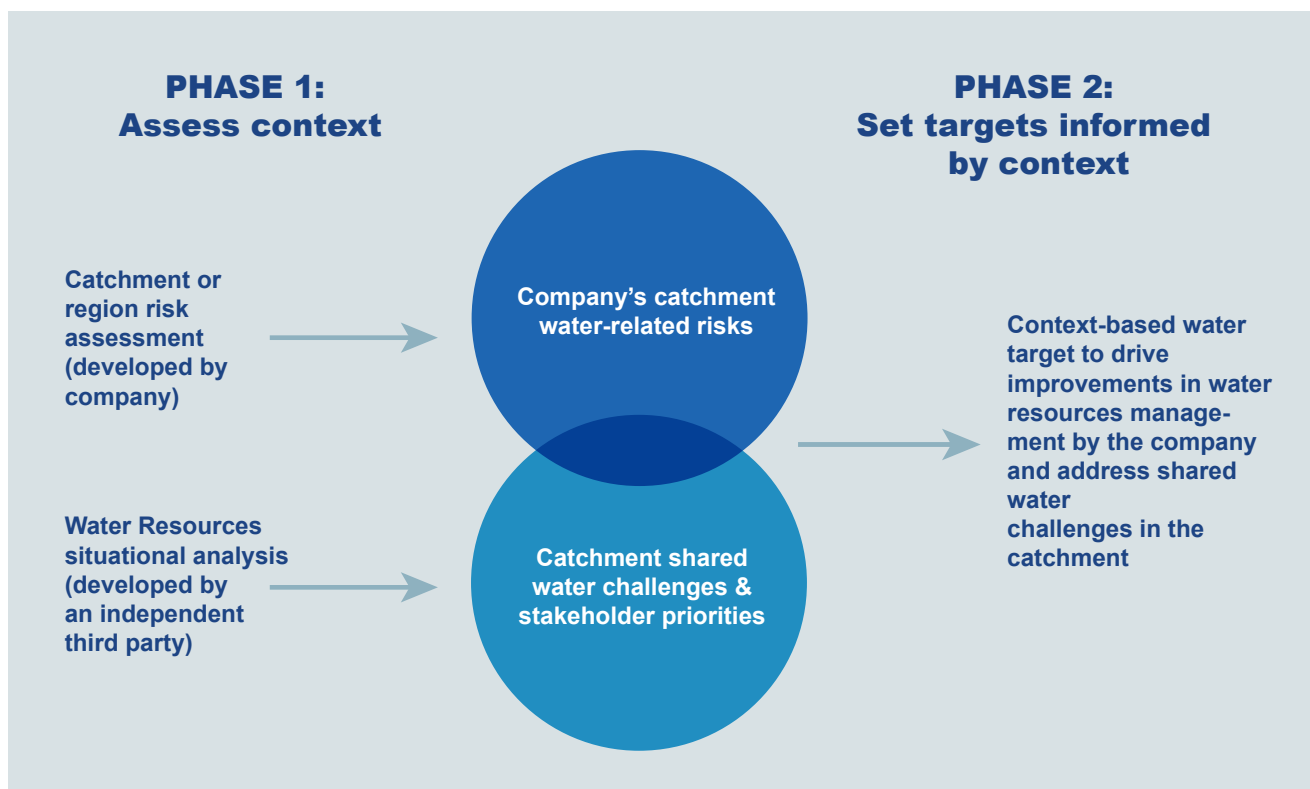 PHASE 1:
Assess context
Catchment or
region risk
assessment
(developed by
company)
Water Resources
situational analysis
(developed by
an independent
third party)
Company’s catchment
water-related risks
Catchment shared
water challenges &
stakeholder priorities
PHASE 2:
Set targets informed
by context
Context-based water
target to drive
improvements in water
resources manage-
ment by the company
and address shared
water
challenges in the
catchment